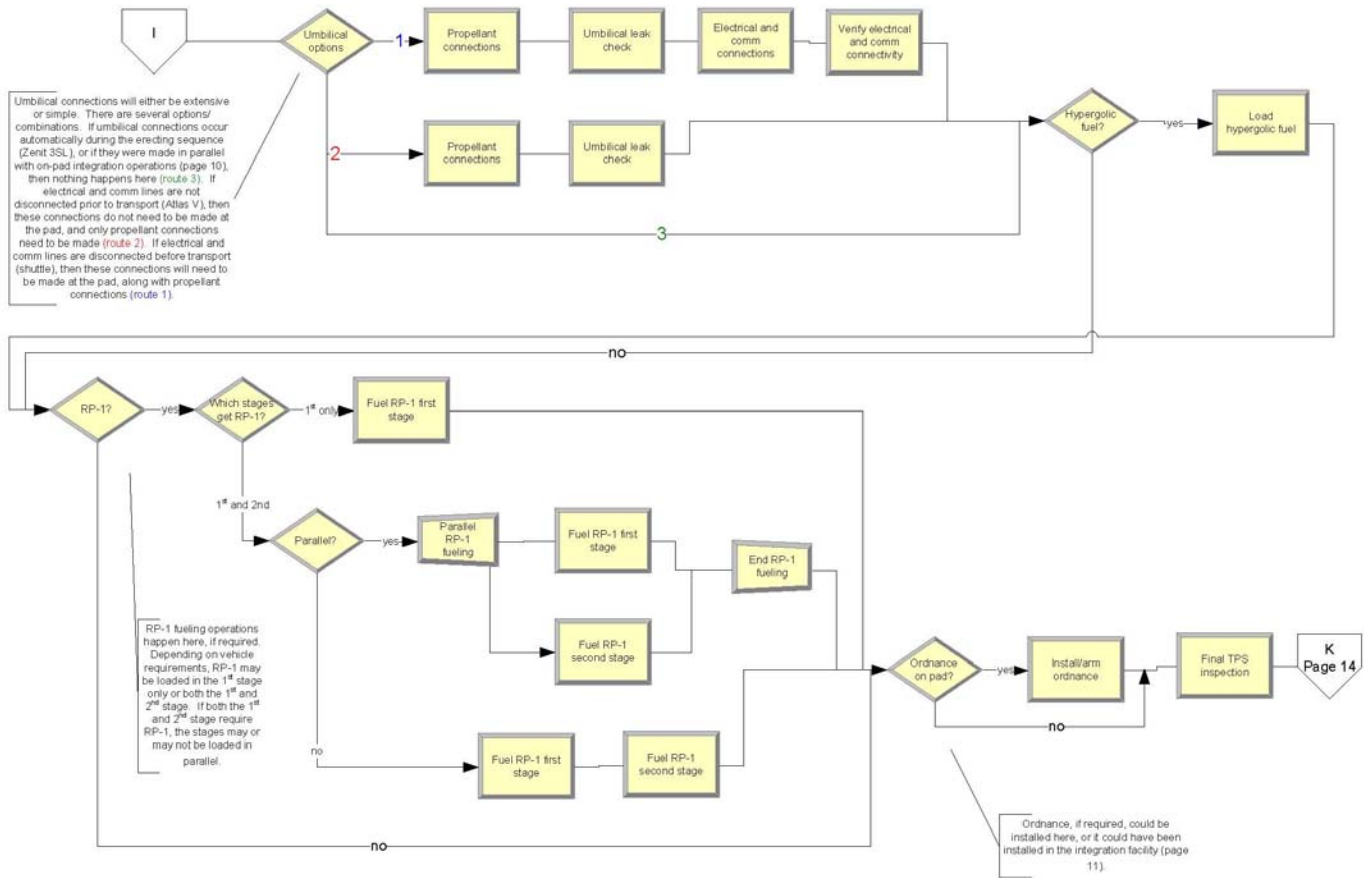 I
Umbilical
options
1
Propellant
connections
Umbilical leak
check
Electrical and
comm
connections
Verify electrical
and comm
connectivity
Umbilical connections will either be extensive
or simple. There are several options/
combinations. If umbilical connections occur
automatically during the erecting sequence
(Zenit 3SL), or if they were made in parallel
with on-pad integration operations (page 10),
then nothing happens here (route 3). If
electrical and comm lines are not
disconnected prior to transport (Atlas V), then
these connections do not need to be made at
the pad, and only propellant connections
need to be made (route 2). If electrical and
comm lines are disconnected before transport
(shuttle), then these connections will need to
be made at the pad, along with propellant
connections (route 1).
2
Propellant
connections
Umbilical leak
check
3
Hypergolic
fuel?
yes
Load
hypergolic fuel
no
RP-1?
yes
Which stages
get RP-1?
1st only
Fuel RP-1 first
stage
1st and 2nd
Parallel?
yes
Parallel
RP-1
fueling
Fuel RP-1 first
stage
Fuel RP-1
second stage
End RP-1
fueling
RP-1 fueling operations
happen here, if required.
Depending on vehicle
requirements, RP-1 may
be loaded in the 1st stage
only or both the 1st and
2nd stage. If both the 1st
and 2nd stage require
RP-1, the stages may or
may not be loaded in
parallel.
no
Fuel RP-1 first
stage
Fuel RP-1
second stage
no
Ordnance
on pad?
yes
Install/arm
ordnance
no
Final TPS
inspection
K
Page 14
Ordnance, if required, could be
installed here, or it could have been
installed in the integration facility (page
11).